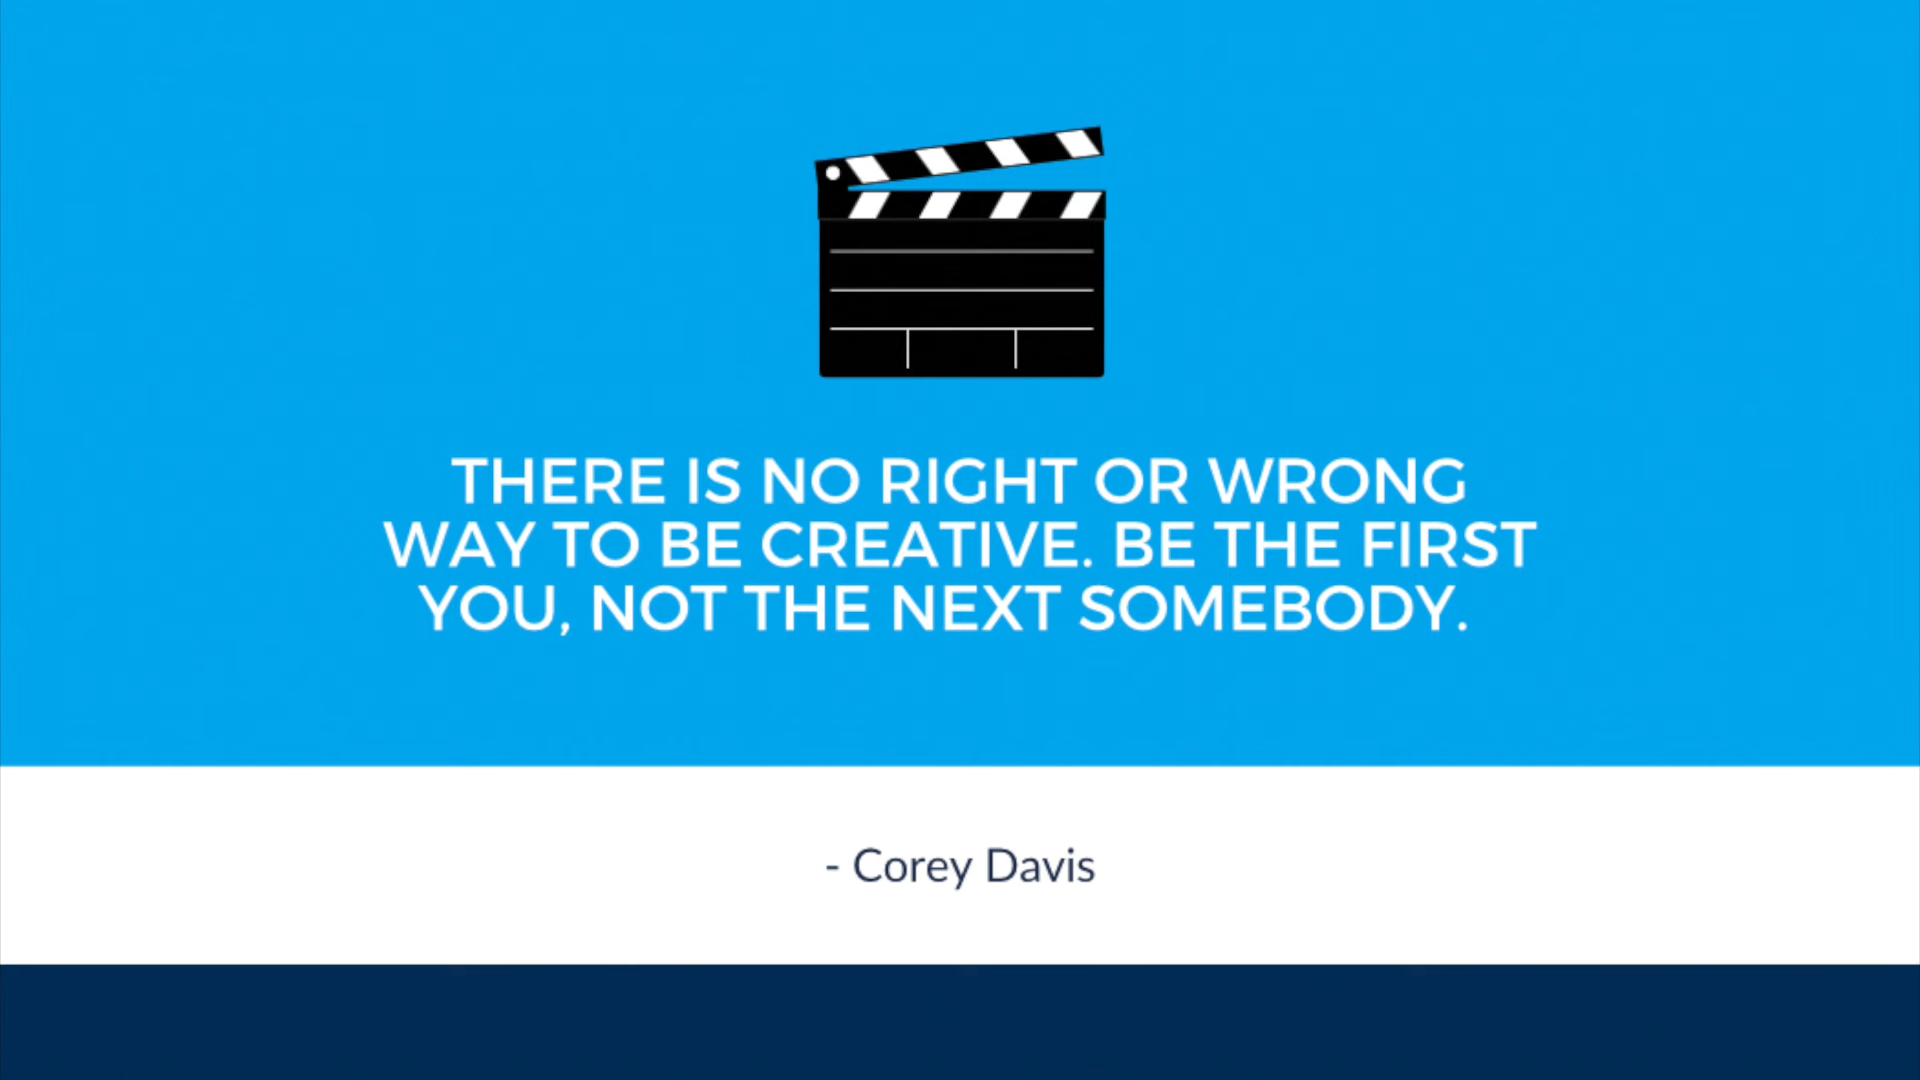 THERE IS NO RIGHT OR WRONG
WAY TO BE CREATIVE. BE THE FIRST
YOU, NOT THE NEXT SOMEBODY.
- Corey Davis